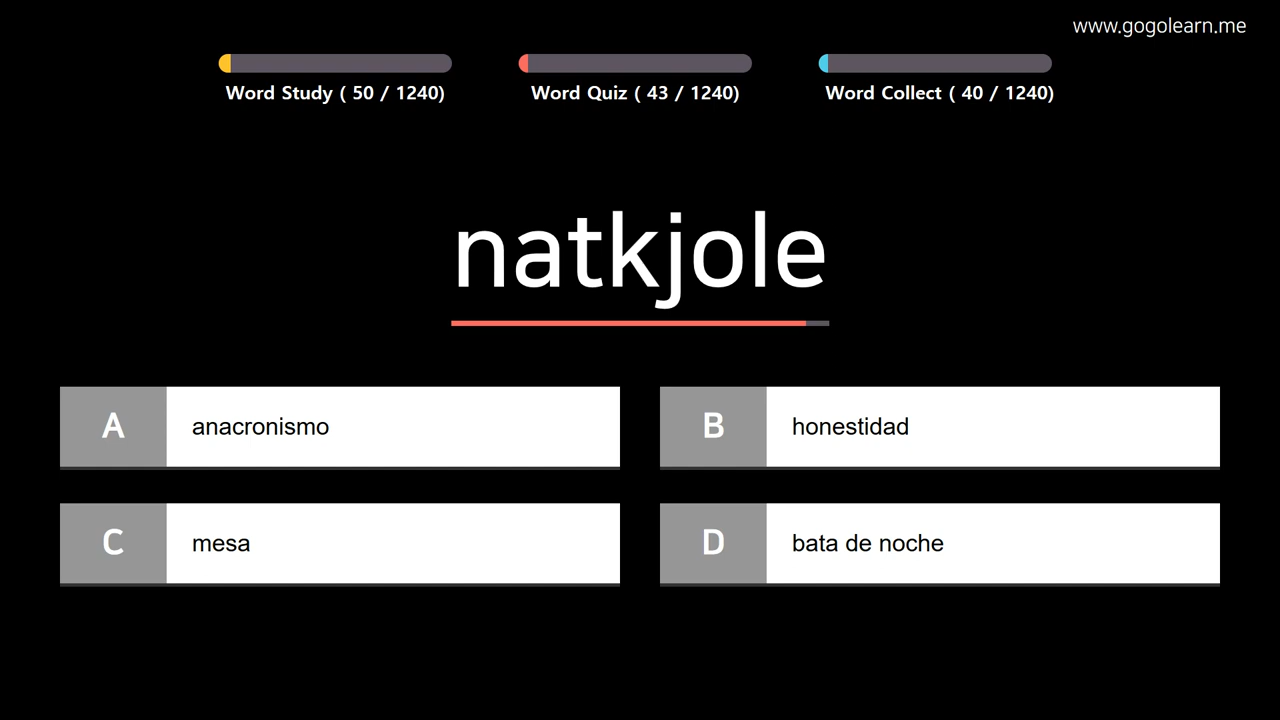 www.gogolearn.me
Word Study ( 50 / 1240)
Word Quiz ( 43 / 1240)
Word Collect ( 40 / 1240)
natkjole
A anacronismo
B honestidad
C mesa
D bata de noche